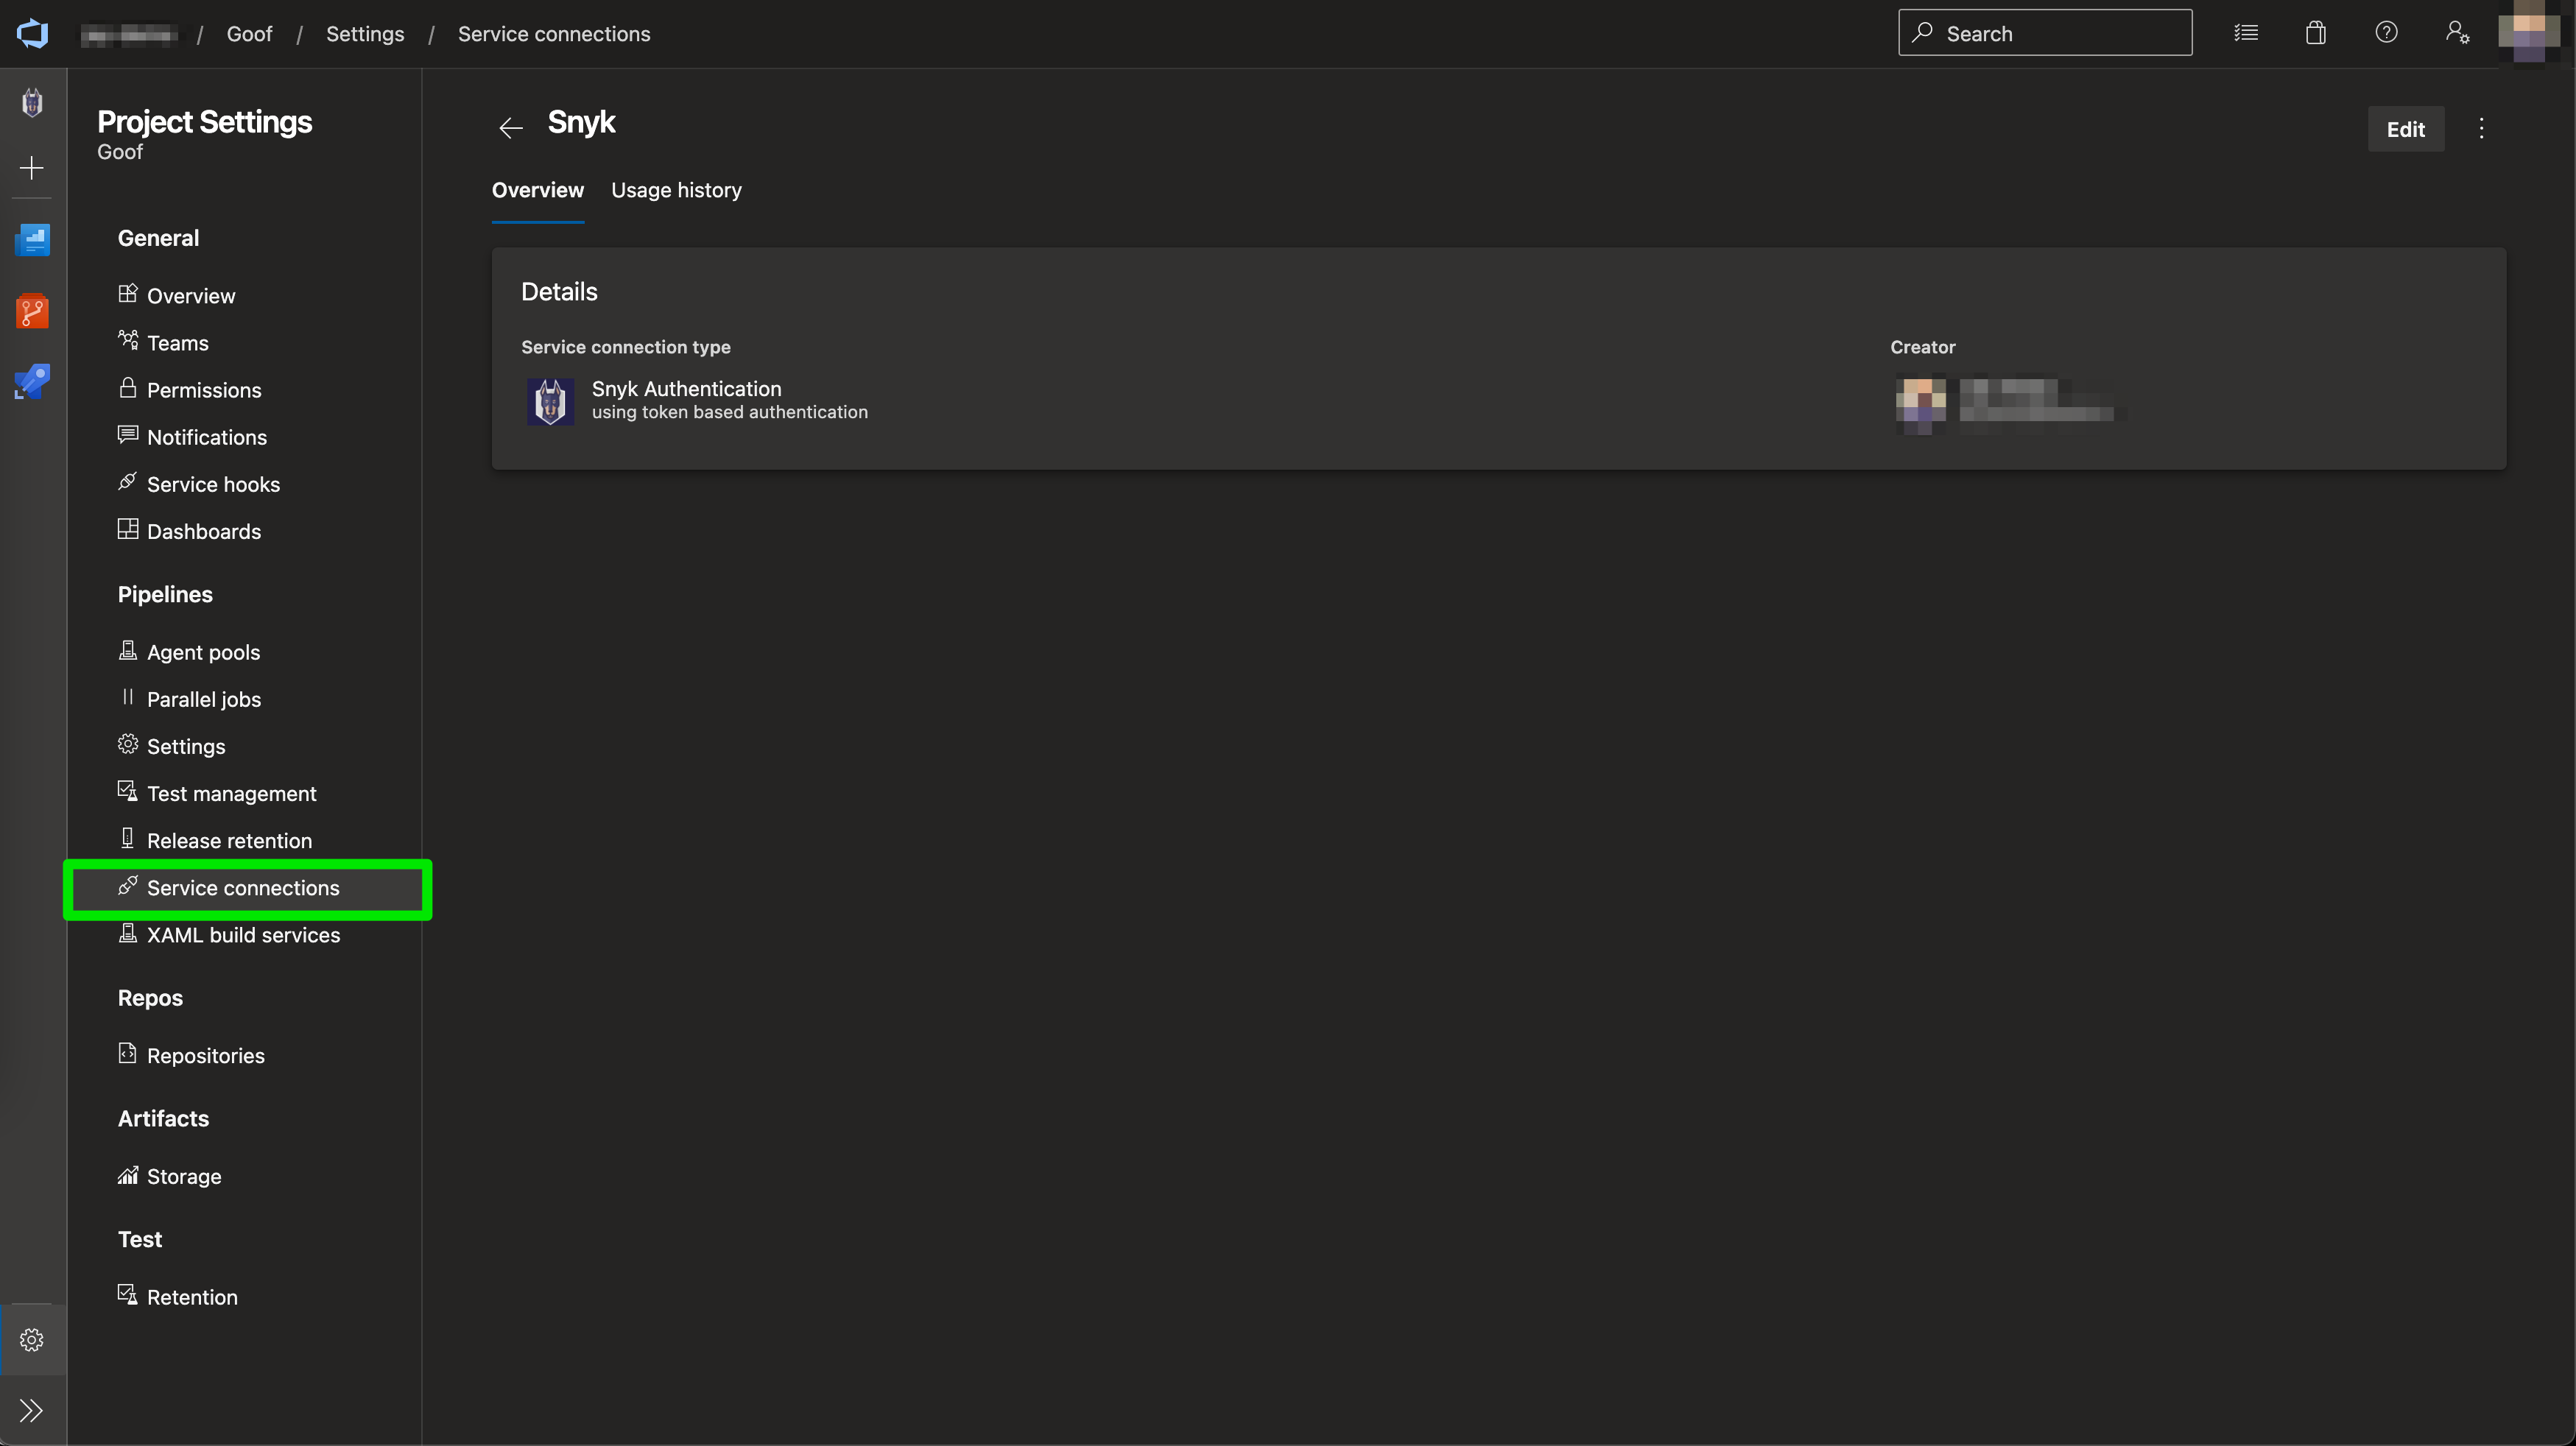 / Goof / Settings / Service connections
Search
Project Settings
Goof
General
Overview
Teams
Permissions
Notifications
Service hooks
Dashboards
Pipelines
Agent pools
Parallel jobs
Settings
Test management
Release retention
Service connections
XAML build services
Repos
Repositories
Artifacts
Storage
Test
Retention
Snyk
Edit
Overview Usage history
Details
Service connection type
Snyk Authentication
using token based authentication
Creator